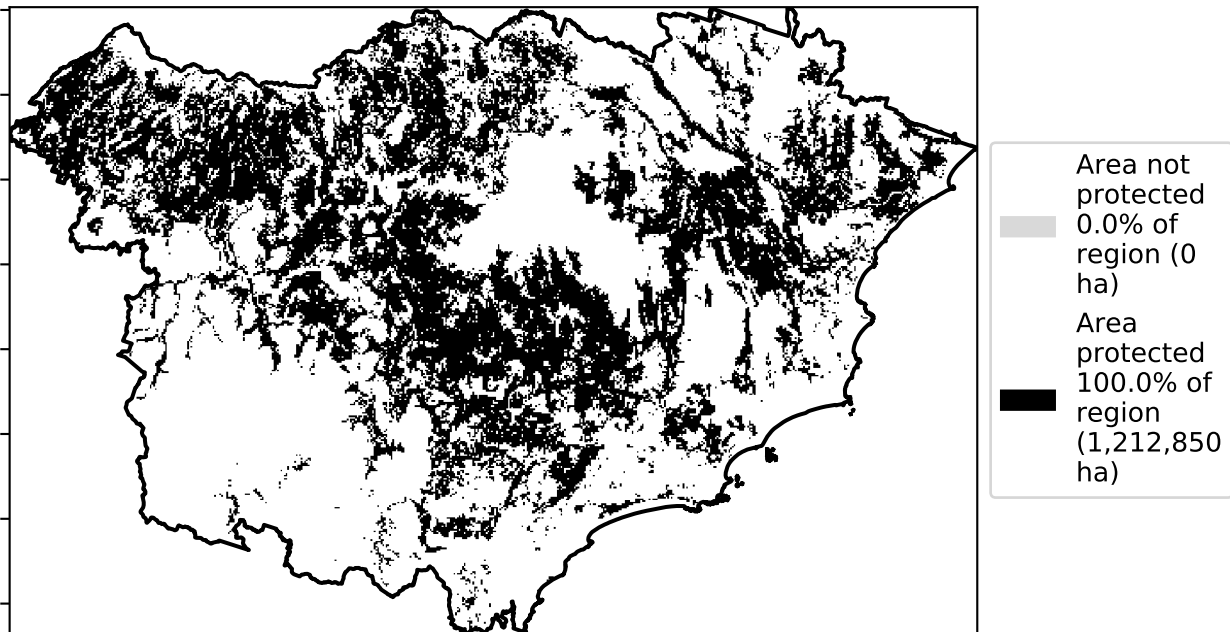 Area not
protected
0.0% of
region (0
ha)
Area
protected
100.0% of
region
(1,212,850
ha)